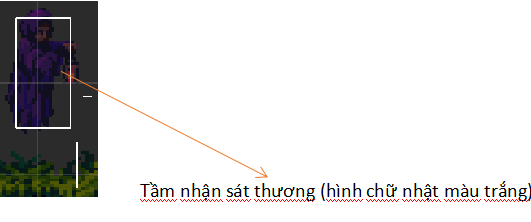 Tầm nhận sát thương (hình chữ nhật màu trắng)